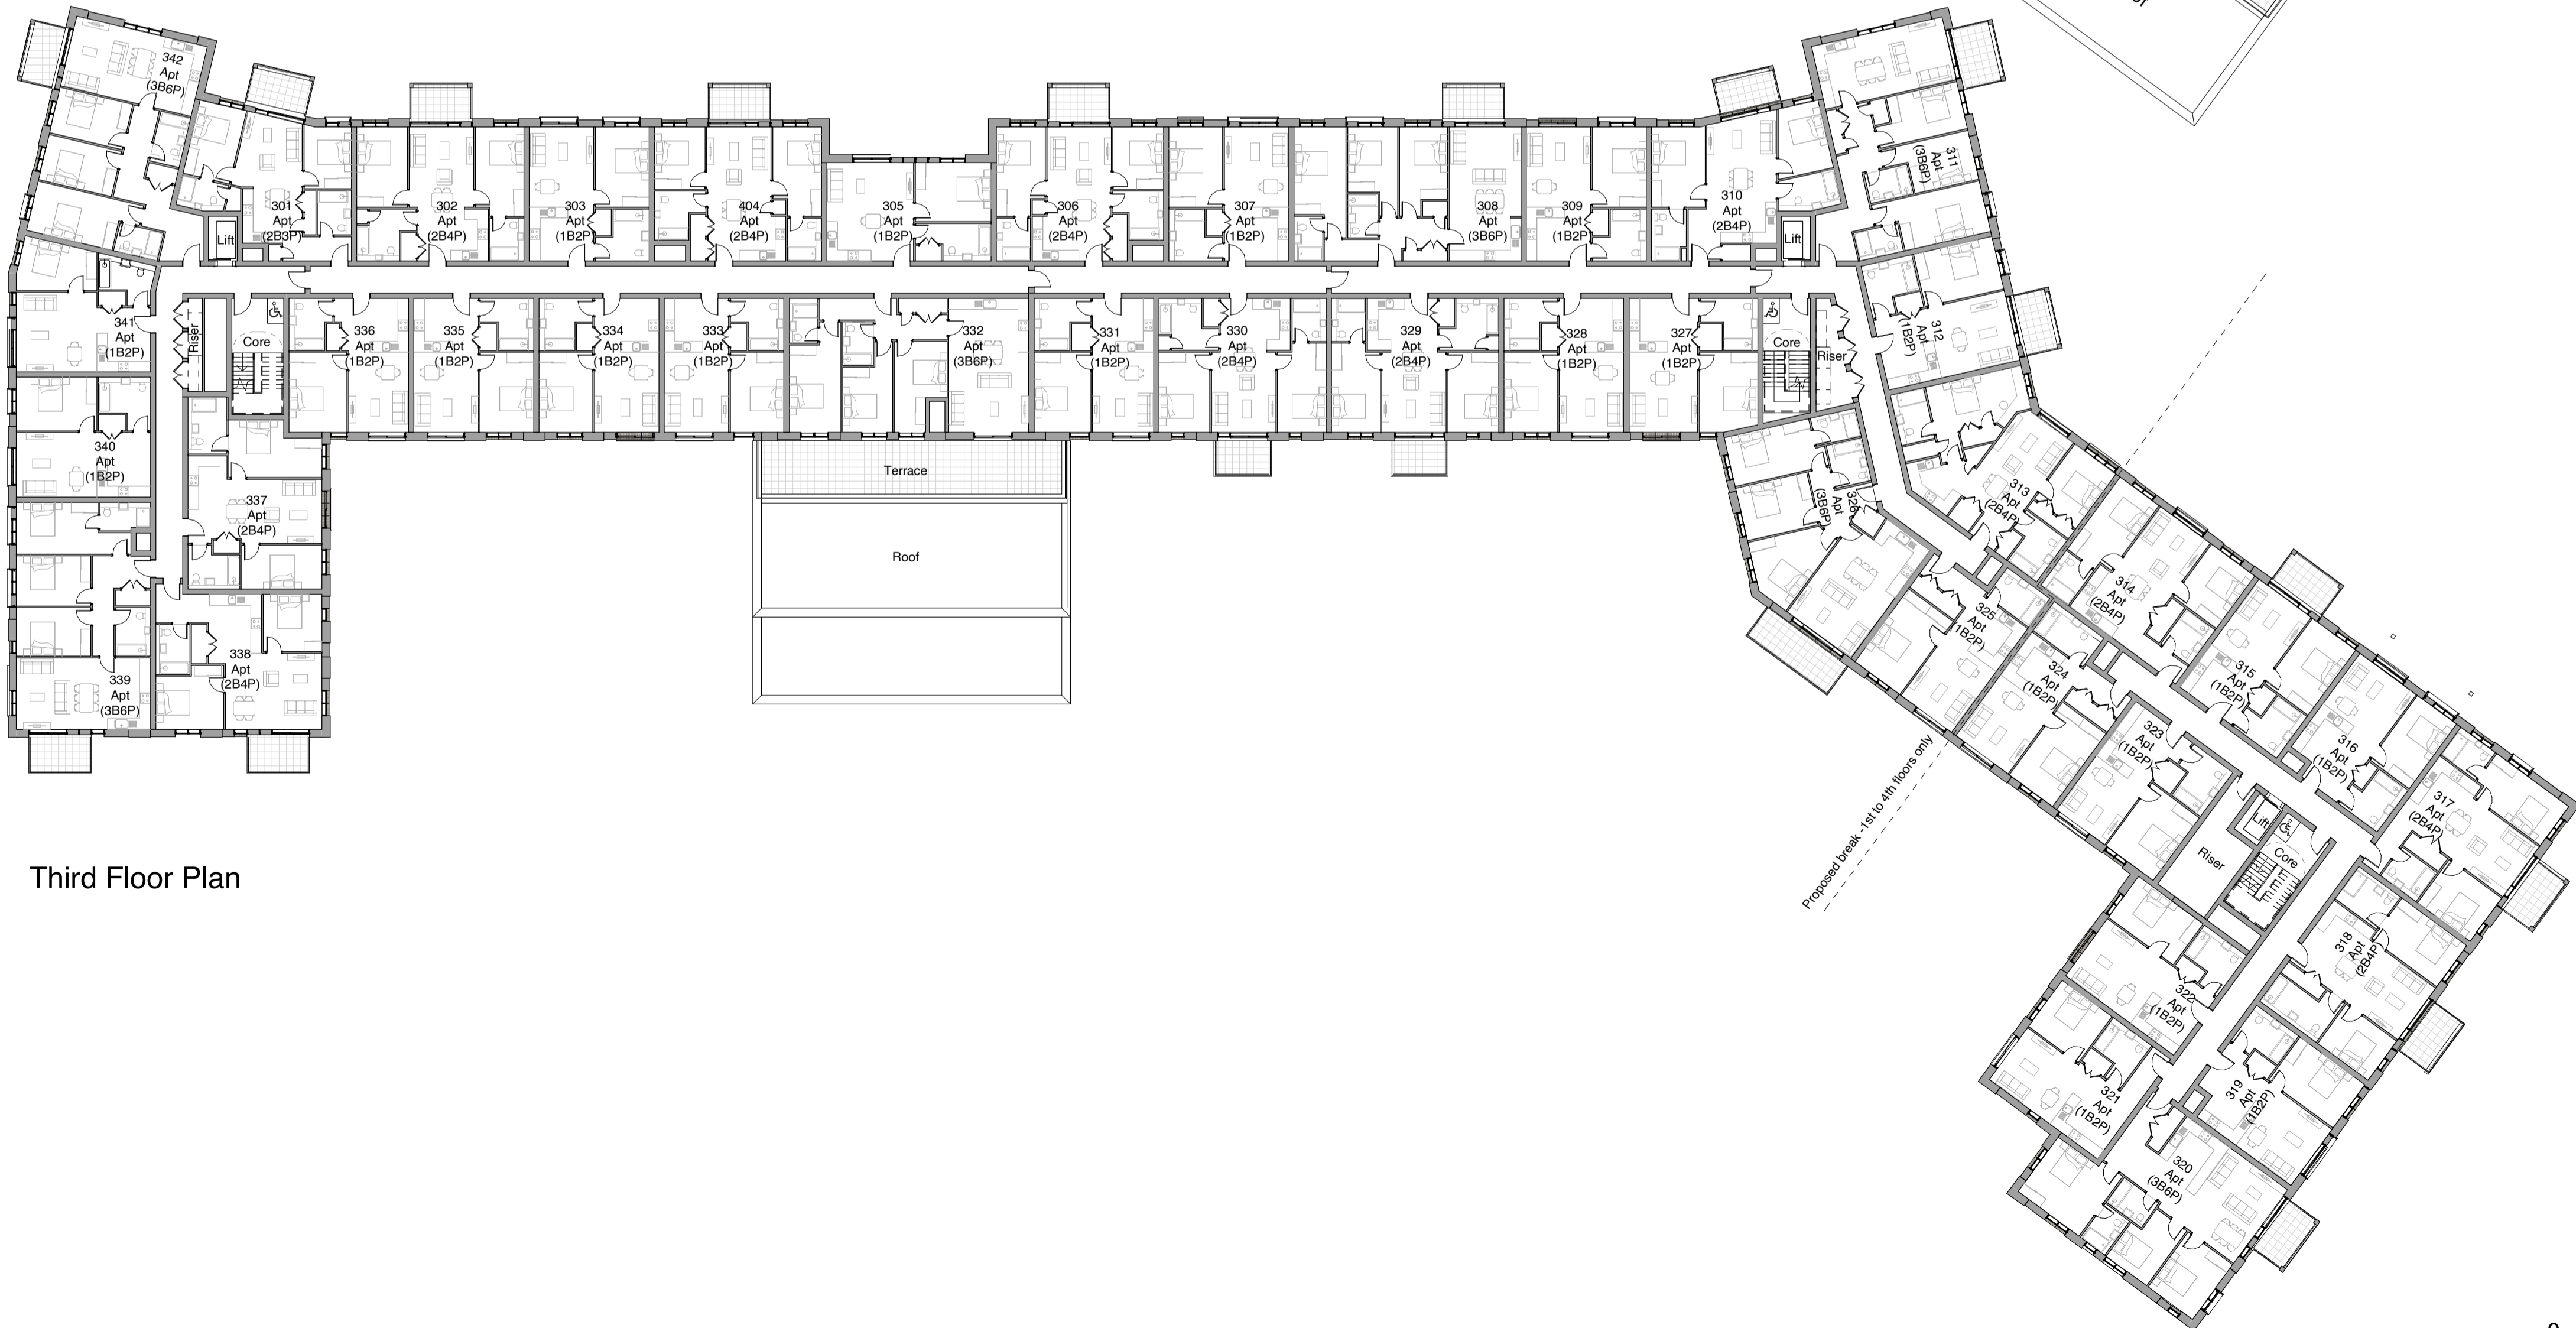 342
Apt
(3B6P)
301
Apt
(2B3P)
302
Apt
(2B4P)
303
Apt
(1B2P)
404
Apt
(2B4P)
305
Apt
(1B2P)
306
Apt
(2B4P)
307
Apt
(1B2P)
308
Apt
(3B6P)
309
Apt
(1B2P
310
Apt
(2B4P)
311
Apt
(3B6P)
Lift
Lift
341
Apt
(1B2P)
Riser
Core
336
Apt
(1B2P)
335
Apt
(1B2P)
334
Apt
(1B2P)
333
Apt
(1B2P)
332
Apt
(3B6P)
331
Apt
(1B2P)
330
Apt
(2B4P)
329
Apt
(2B4P)
328
Apt
(1B2P)
327
Apt
(1B2P)
Core
Riser
312
Apt
(1B2P)
340
Apt
(1B2P)
337
Apt
(2B4P)
338
Apt
(2B4P)
339
Apt
(3B6P)
Terrace
Roof
326
Apt
(3B6P)
313
Apt
(2B4P)
314
Apt
(2B4P)
325
Apt
(1B2P)
324
Apt
(1B2P)
315
Apt
(1B2P)
323
Apt
(1B2P)
316
Apt
(1B2P)
317
Apt
(2B4P)
Lift
Core
Riser
Proposed break -1st to 4th floors only
318
Apt
(2B4P
322
Apt
(1B2P)
319
Apt
(1B2P)
321
Apt
(1B2P)
320
Apt
(3B6P)
Third Floor Plan